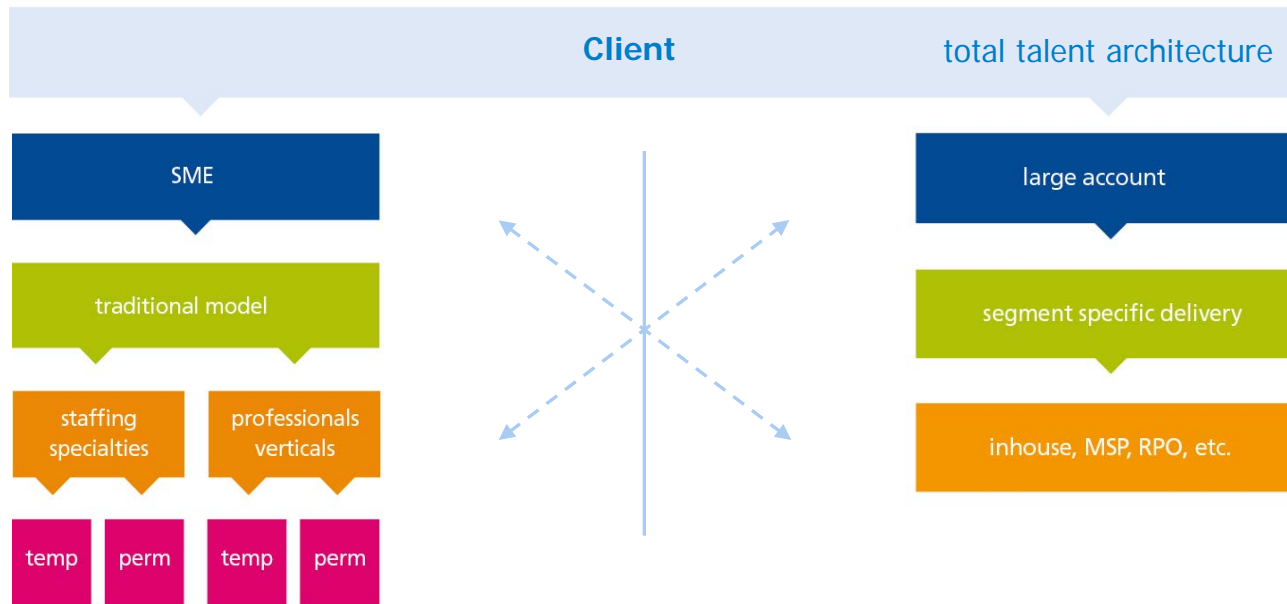 Client
total talent architecture
SME
traditional model
staffing
specialties
professionals
verticals
temp
perm
temp
perm
large account
segment specific delivery
inhouse, MSP, RPO, etc.